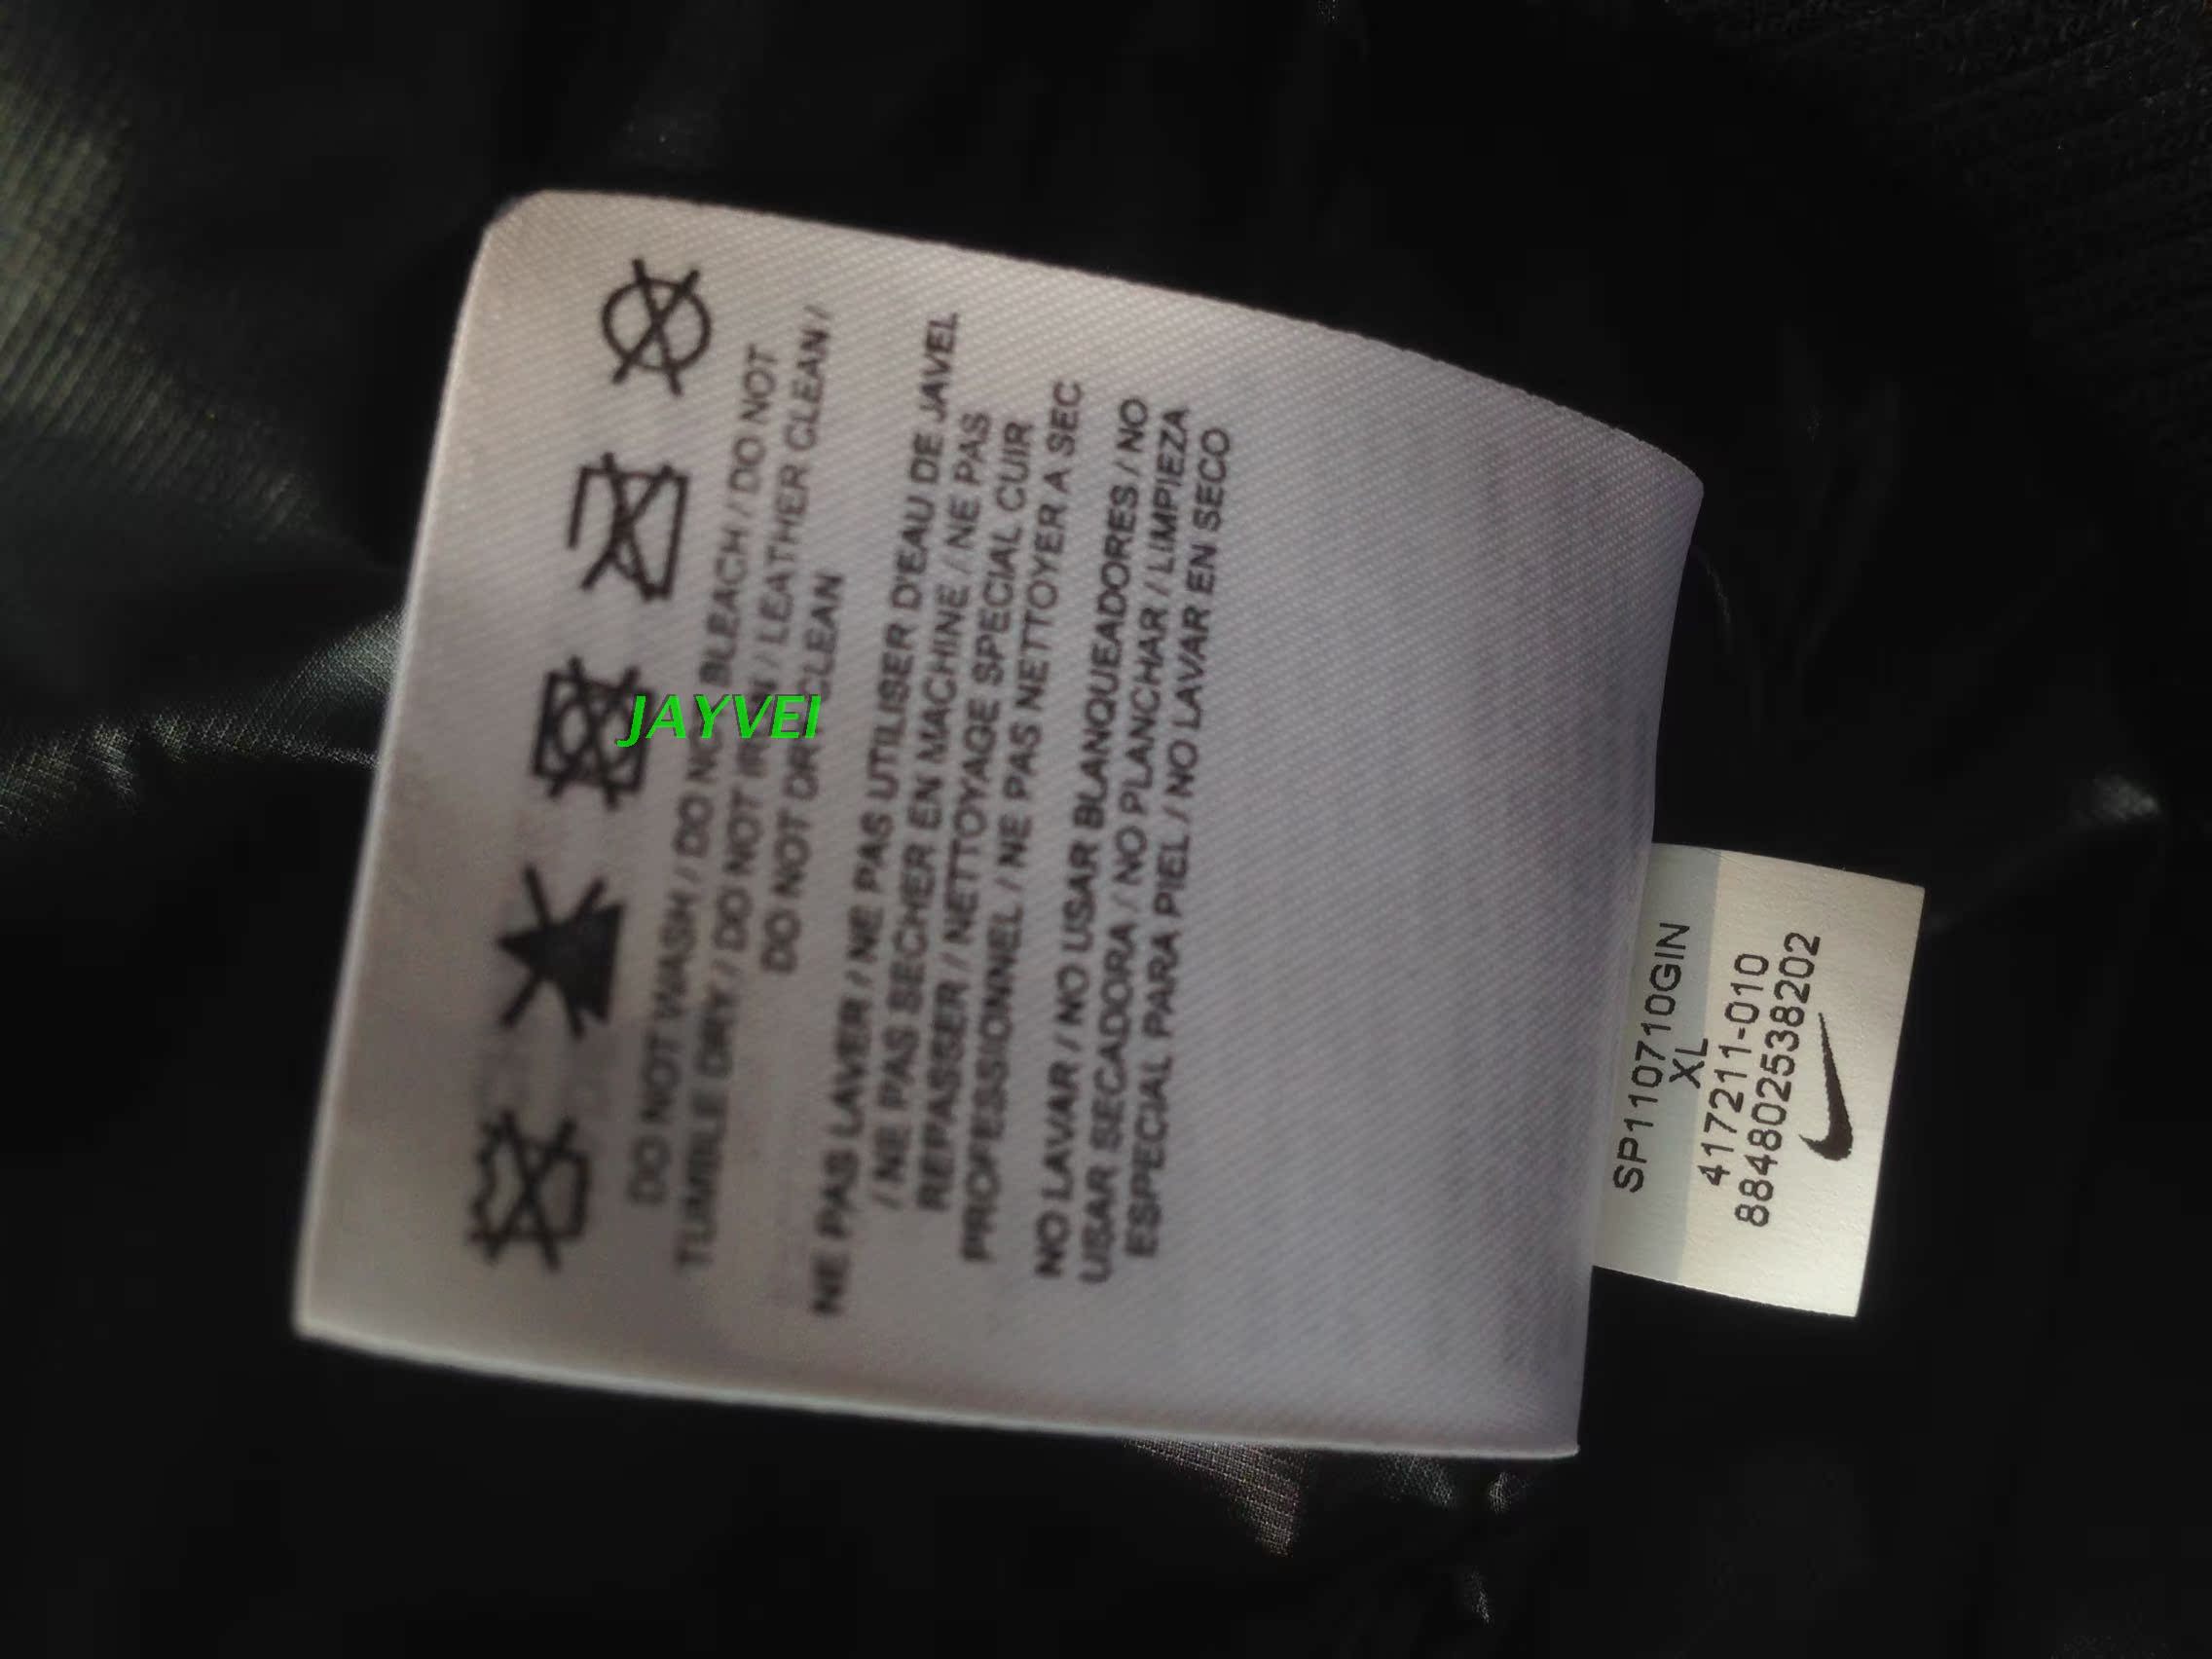 DO NOT WASH / DO NOT BLEACH / DO NOT
TUMBLE DRY / DO NOT IRON / LEATHER CLEAN /
DO NOT DRY CLEAN
NE PAS LAVER / NE PAS UTILISER D'EAU DE JAVEL
/ NE PAS SECHER EN MACHINE / NE PAS
REPASSER / NETTOYAGE SPECIAL CUIR
PROFESSIONNEL / NE PAS NETTOYER A SEC
NO LAVAR / NO USAR BLANQUEADORES / NO
USAR SECADORA / NO PLANCHAR / LIMPIEZA
ESPECIAL PARA PIEL / NO LAVAR EN SECO
JAYVEI
SP110710GIN
XL
417211-010
884802538202